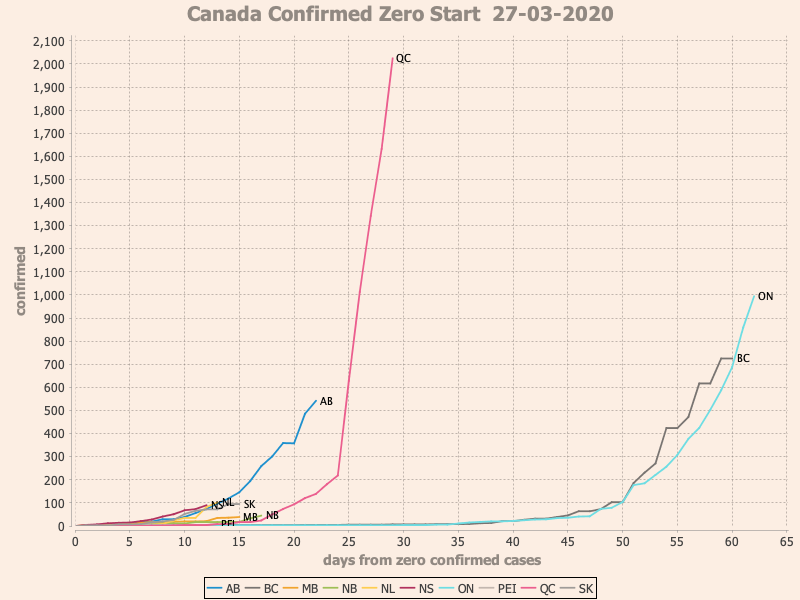 Canada Confirmed Zero Start 27-03-2020
2,100
2,000
1,900
1,800
1,700
1,600
1,500
1,400
1,300
1,200
1,100
1,000
900
800
700
600
500
400
300
200
100
0
confirmed
QC
ON
BC
AB
NL
NS
SK
MB
NB
PEI
0 5 10 15 20 25 30 35 40 45 50 55 60 65
days from zero confirmed cases
AB BC MB NB NL NS ON PEI QC SK